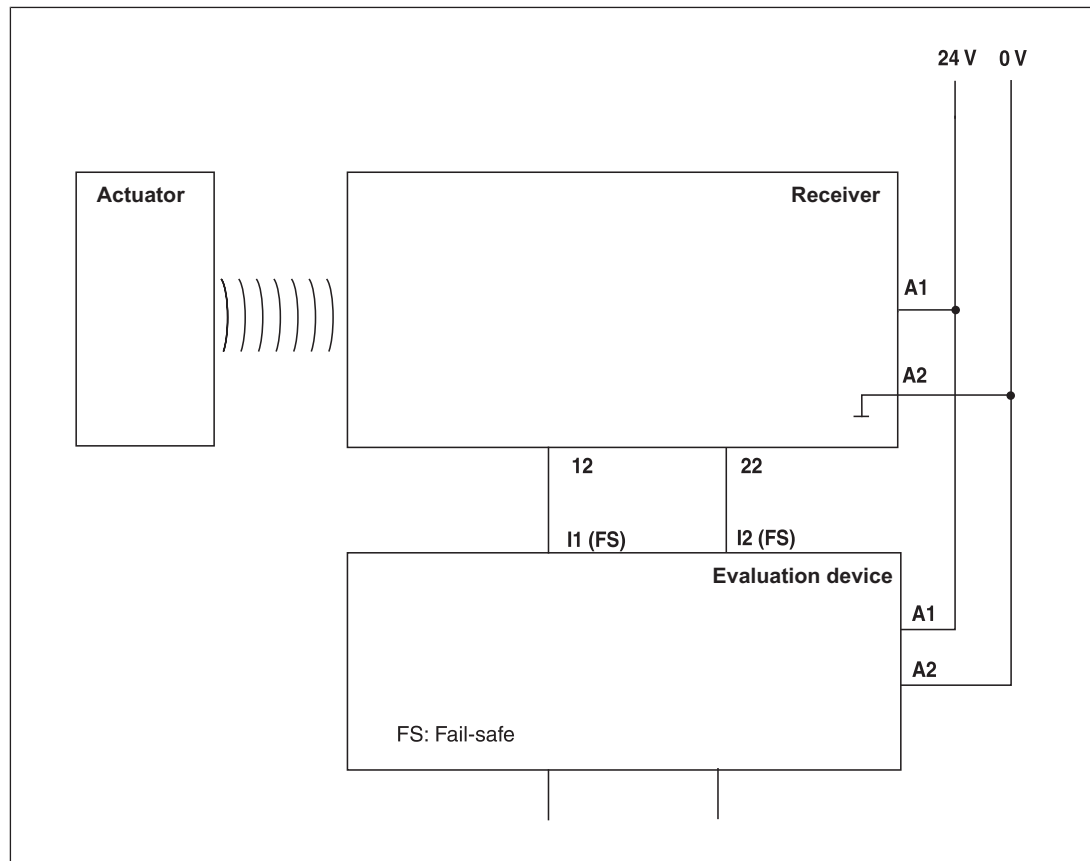 24 V 0 V
Actuator
Receiver
A1
A2
12 22
I1 (FS) I2 (FS)
Evaluation device
A1
A2
FS: Fail-safe